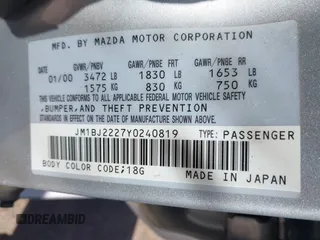 MFD. BY MAZDA MOTOR CORPORATION
GVWR/PNBV GAWR/PNBE FRT GAWR/PNBE RR
01/00 3472 LB 1830 LB 1653 LB
1575 KG 830 KG 750 KG
THIS VEHICLE CONFORMS TO ALL APPLICABLE
FEDERAL MOTOR VEHICLE SAFETY STANDARDS
,BUMPER,AND THEFT PREVENTION
STANDARDS IN EFFECT ON THE DATE OF
MANUFACTURE SHOWN ABOVE.
JM1BJ2227Y0240819 TYPE:PASSENGER
BODY COLOR CODE;18G
MADE IN JAPAN
DREAMBID